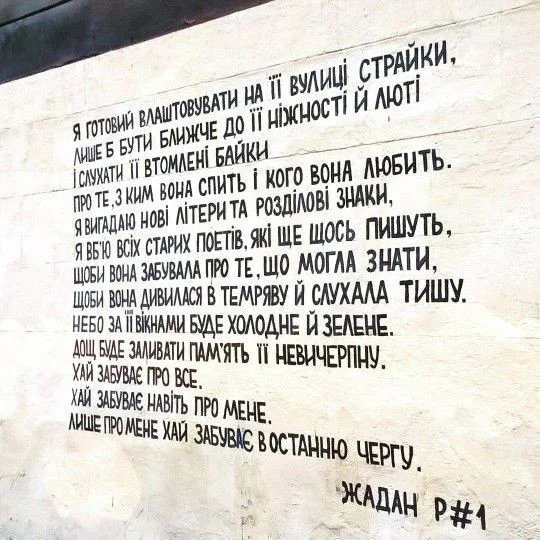 Я ГОТОВИЙ ВЛАШТОВУВАТИ НА ЇЇ ВУЛИЦІ СТРАЙКИ,
ЛИШЕ Б БУТИ БЛИЖЧЕ ДО ЇЇ НІЖНОСТІ Й ЛЮТІ
І СЛУХАТИ ЇЇ ВТОМЛЕНІ БАЙКИ
ПРО ТЕ, З КИМ ВОНА СПИТЬ І КОГО ВОНА ЛЮБИТЬ.
Я ВИГАДАЮ НОВІ ЛІТЕРИ ТА РОЗДІЛОВІ ЗНАКИ,
Я ВБ'Ю ВСІХ СТАРИХ ПОЕТІВ, ЯКІ ЩЕ ЩОСЬ ПИШУТЬ,
ЩОБИ ВОНА ЗАБУВАЛА ПРО ТЕ, ЩО МОГЛА ЗНАТИ,
ЩОБИ ВОНА ДИВИЛАСЯ В ТЕМРЯВУ Й СЛУХАЛА ТИШУ.
НЕБО ЗА ЇЇ ВІКНАМИ БУДЕ ХОЛОДНЕ Й ЗЕЛЕНЕ.
ДОЩ БУДЕ ЗАЛИВАТИ ПАМ'ЯТЬ ЇЇ НЕВИЧЕРПНУ.
ХАЙ ЗАБУВАЄ ПРО ВСЕ.
ХАЙ ЗАБУВАЄ НАВІТЬ ПРО МЕНЕ.
ЛИШЕ ПРО МЕНЕ ХАЙ ЗАБУВАЄ В ОСТАННЮ ЧЕРГУ.
ЖАДАН Р#1